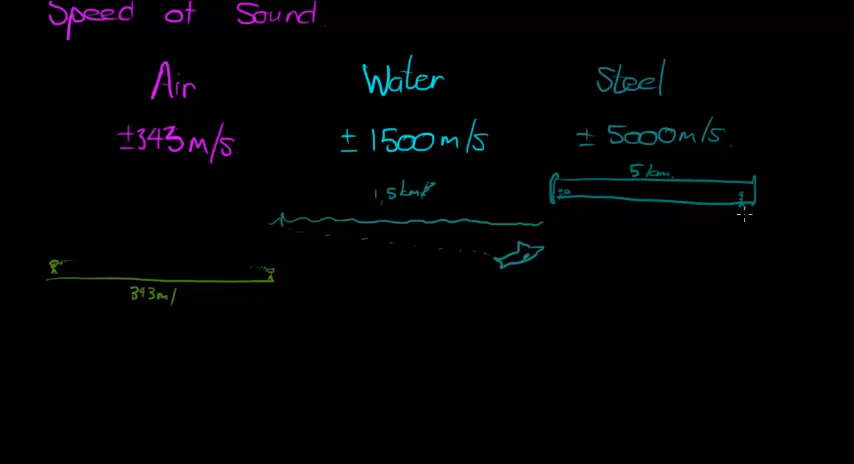 Speed of Sound.
Air Water Steel
±343m/s ±1500m/s ±5000m/s.
5km.
1,5km
343m/